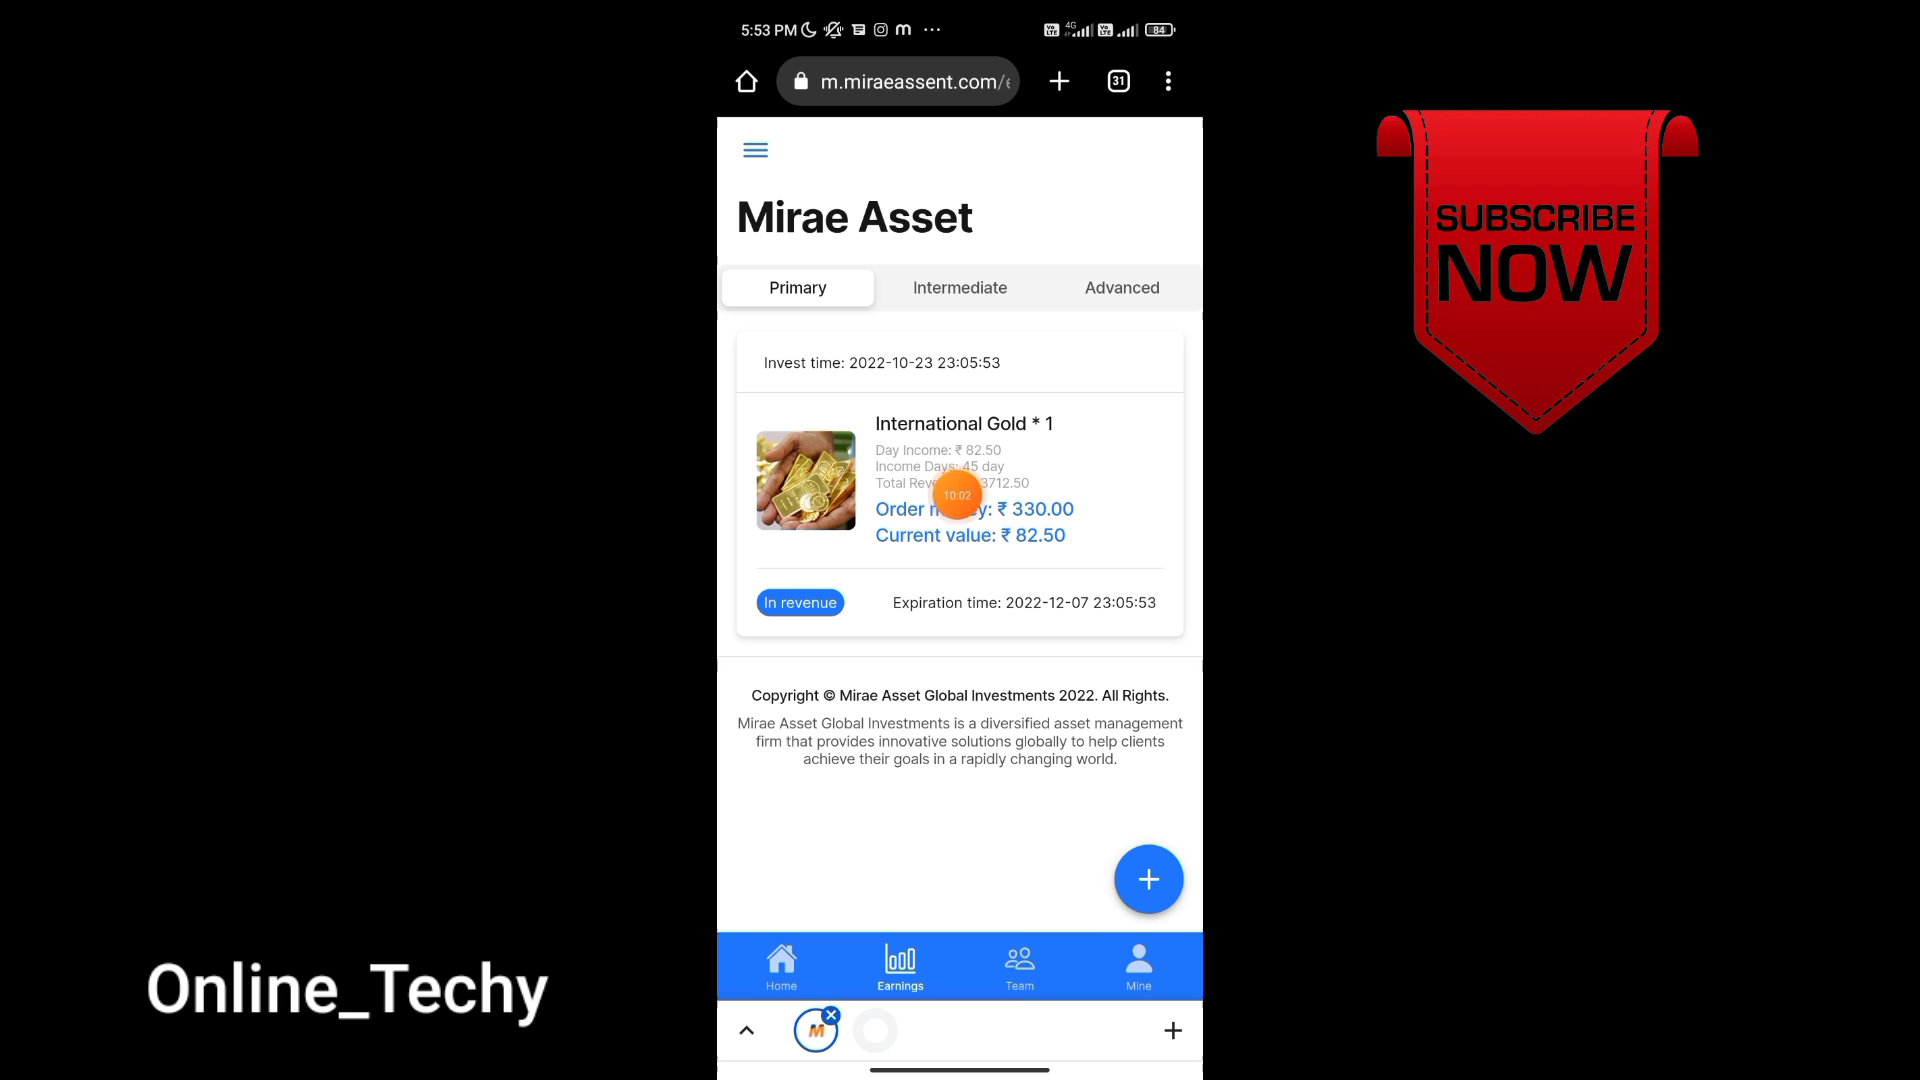 5:53 PM
4G
84
m.miraeassent.com/
31
Mirae Asset
Primary
Intermediate
Advanced
Invest time: 2022-10-23 23:05:53
International Gold * 1
Day Income: ₹ 82.50
Income Days: 45 day
Total 3712.50
10:02
Order ₹ 330.00
Current value: ₹ 82.50
In revenue
Expiration time: 2022-12-07 23:05:53
Copyright © Mirae Asset Global Investments 2022. All Rights.
Mirae Asset Global Investments is a diversified asset management
firm that provides innovative solutions globally to help clients
achieve their goals in a rapidly changing world.
Home
Earnings
Team
Mine
SUBSCRIBE
NOW
Online_Techy